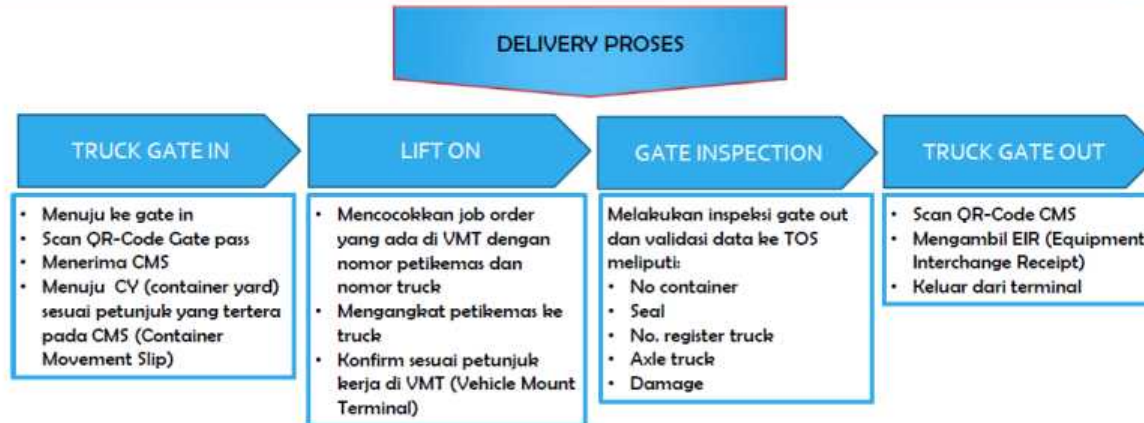 DELIVERY PROSES
TRUCK GATE IN
• Menuju ke gate in
• Scan QR-Code Gate pass
• Menerima CMS
• Menuju CY (container yard)
sesuai petunjuk yang tertera
pada CMS (Container
Movement Slip)
LIFT ON
• Mencocokkan job order
yang ada di VMT dengan
nomor petikemas dan
nomor truck
• Mengangkat petikemas ke
truck
• Konfirm sesuai petunjuk
kerja di VMT (Vehicle Mount
Terminal)
GATE INSPECTION
Melakukan inspeksi gate out
dan validasi data ke TOS
meliputi:
• No container
• Seal
• No. register truck
• Axle truck
• Damage
TRUCK GATE OUT
• Scan QR-Code CMS
• Mengambil EIR (Equipment
Interchange Receipt)
• Keluar dari terminal